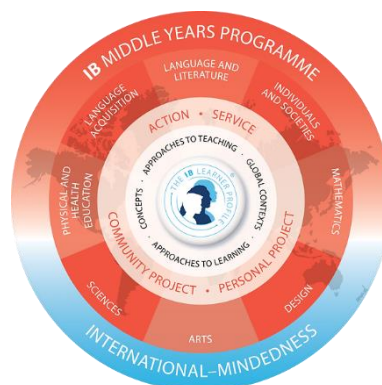 IB MIDDLE YEARS PROGRAMME
LANGUAGE AND
LITERATURE
INDIVIDUALS
AND SOCIETIES
MATHEMATICS
DESIGN
ARTS
SCIENCES
PHYSICAL AND
HEALTH
EDUCATION
LANGUAGE
ACQUISITION
ACTION • SERVICE
COMMUNITY PROJECT • PERSONAL PROJECT
APPROACHES TO TEACHING · GLOBAL CONTEXTS ·
APPROACHES TO LEARNING · CONCEPTS ·
THE IB LEARNER PROFILE
INTERNATIONAL–MINDEDNESS